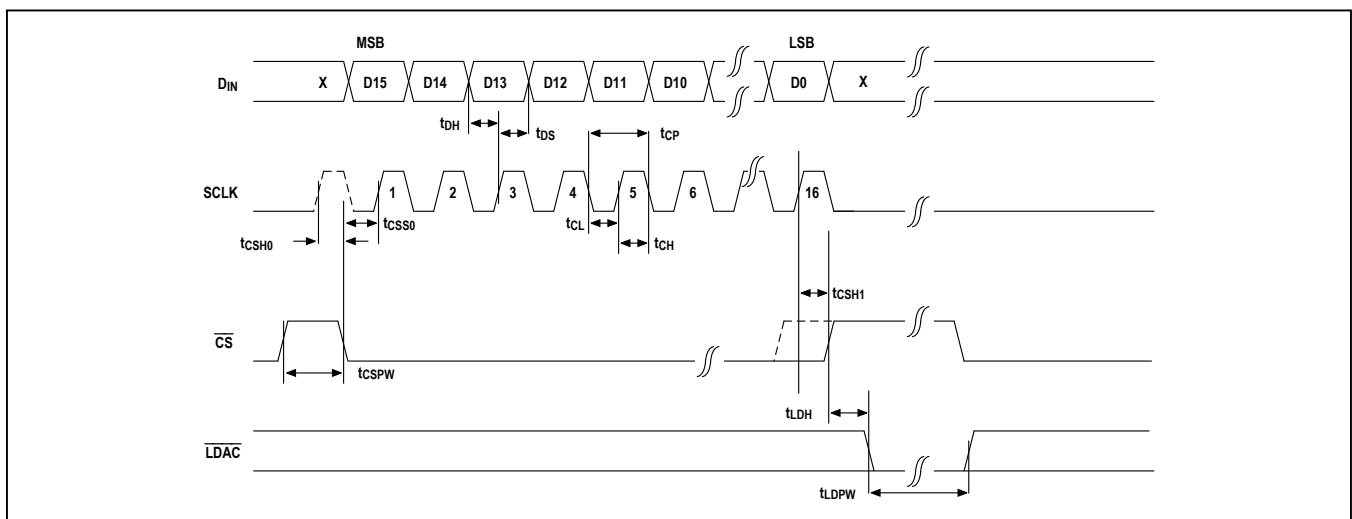 MSB LSB
DIN X D15 D14 D13 D12 D11 D10 D0 X
tDH tDS tCP
SCLK 1 2 3 4 5 6 16
tCSH0 tCSS0 tCL tCH
tCSH1
CS
tCSPW
tLDH
LDAC
tLDPW